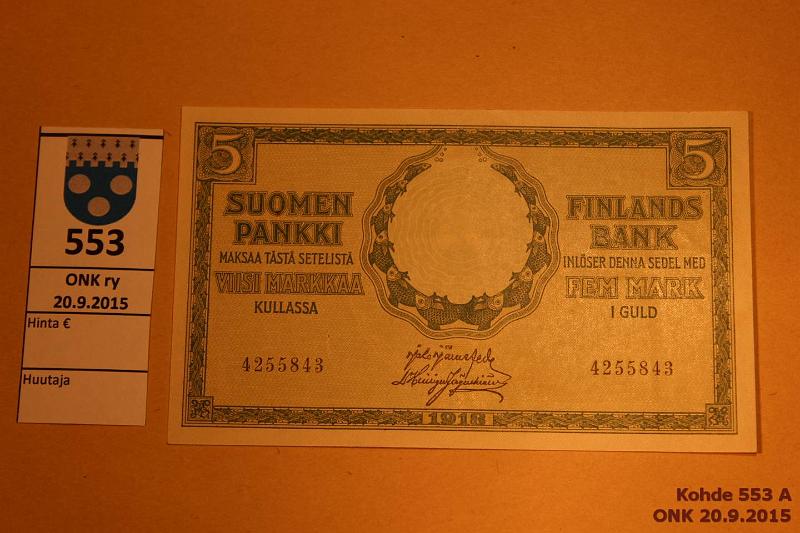 553
ONK ry
20.9.2015
Hinta €
Huutaja
5
5
SUOMEN
PANKKI
MAKSAA TÄSTÄ SETELISTÄ
VIISI MARKKAA
KULLASSA
4255843
FINLANDS
BANK
INLÖSER DENNA SEDEL MED
FEM MARK
I GULD
4255843
Kohde 553 A
ONK 20.9.2015